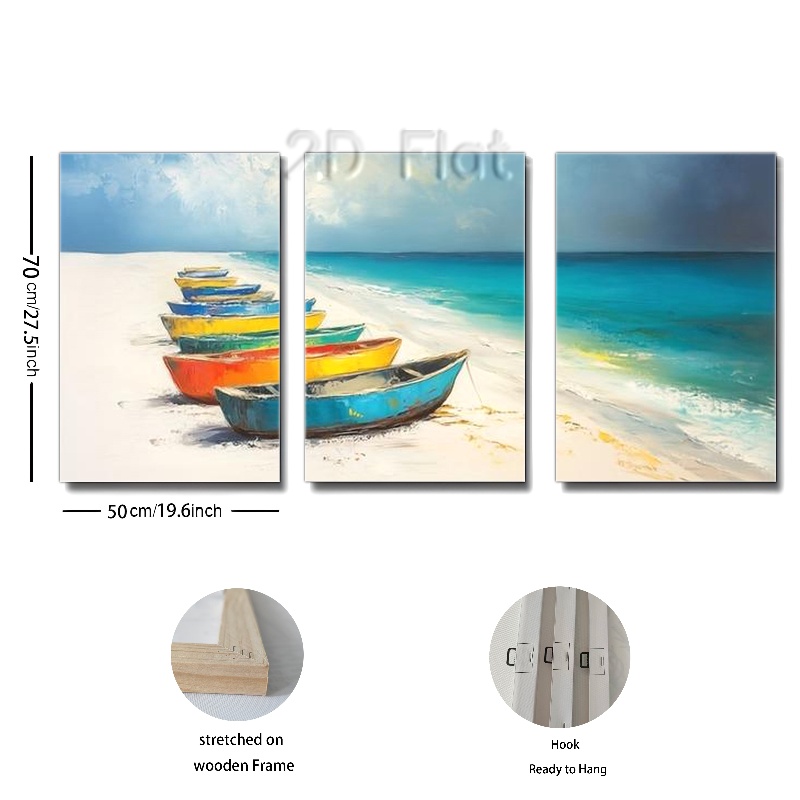 2D Flat
70 cm/27.5inch
50cm/19.6inch
stretched on
wooden Frame
Hook
Ready to Hang